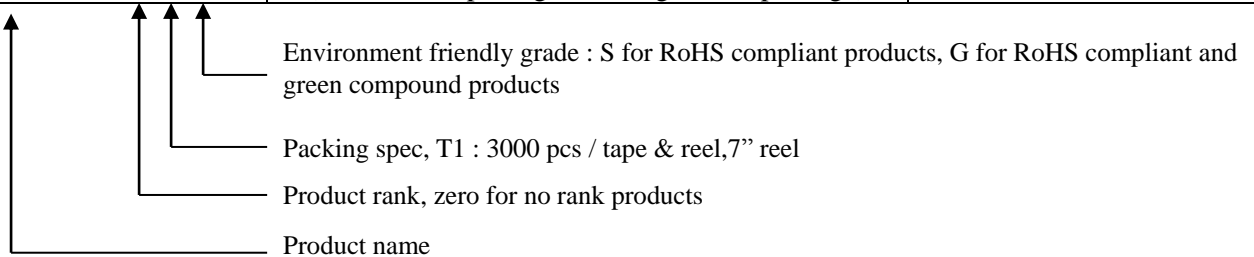 Environment friendly grade : S for RoHS compliant products, G for RoHS compliant and
green compound products
Packing spec, T1 : 3000 pcs / tape & reel,7” reel
Product rank, zero for no rank products
Product name